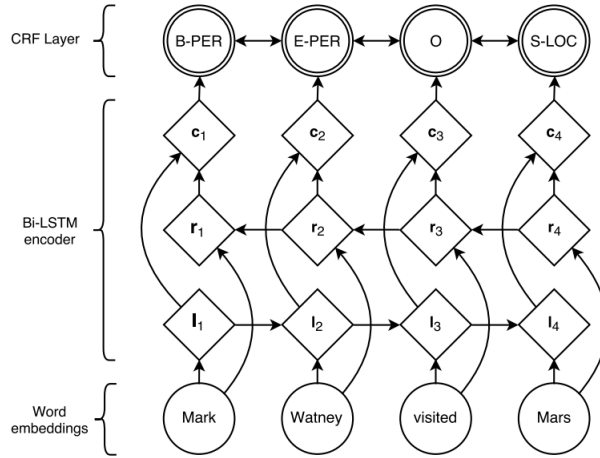 CRF Layer
B-PER E-PER O S-LOC
c₁ c₂ c₃ c₄
Bi-LSTM
encoder
r₁ r₂ r₃ r₄
l₁ l₂ l₃ l₄
Word
embeddings
Mark Watney visited Mars